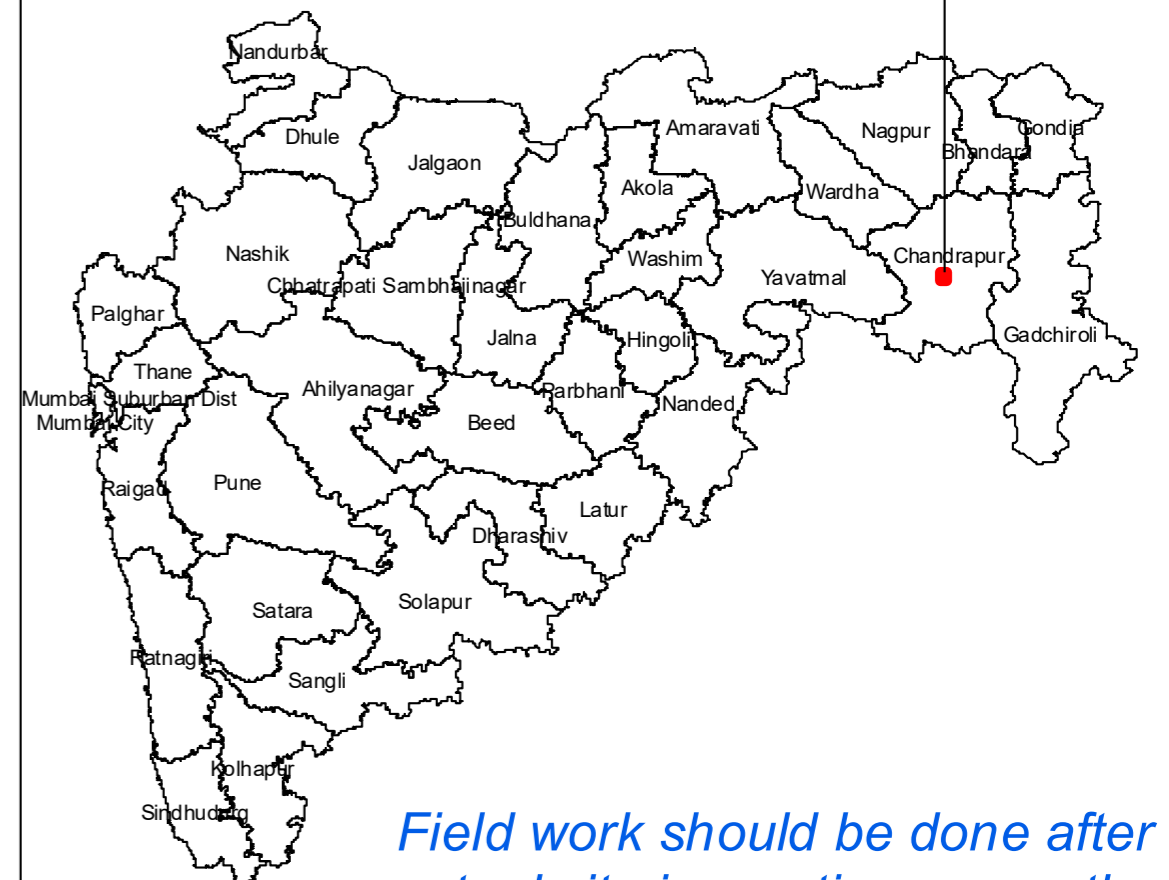 Nandurbar
Dhule
Jalgaon
Amaravati
Nagpur
Gondia
Bhandara
Akola
Wardha
Buldhana
Nashik
Washim
Chandrapur
Chhatrapati Sambhajinagar
Yavatmal
Palghar
Jalna
Hingoli
Gadchiroli
Thane
Ahilyanagar
Parbhani
Mumbai Suburban Dist
Nanded
Mumbai City
Beed
Raigad
Pune
Latur
Dharashiv
Satara
Solapur
Ratnagiri
Sangli
Kolhapur
Sindhudurg
Field work should be done after